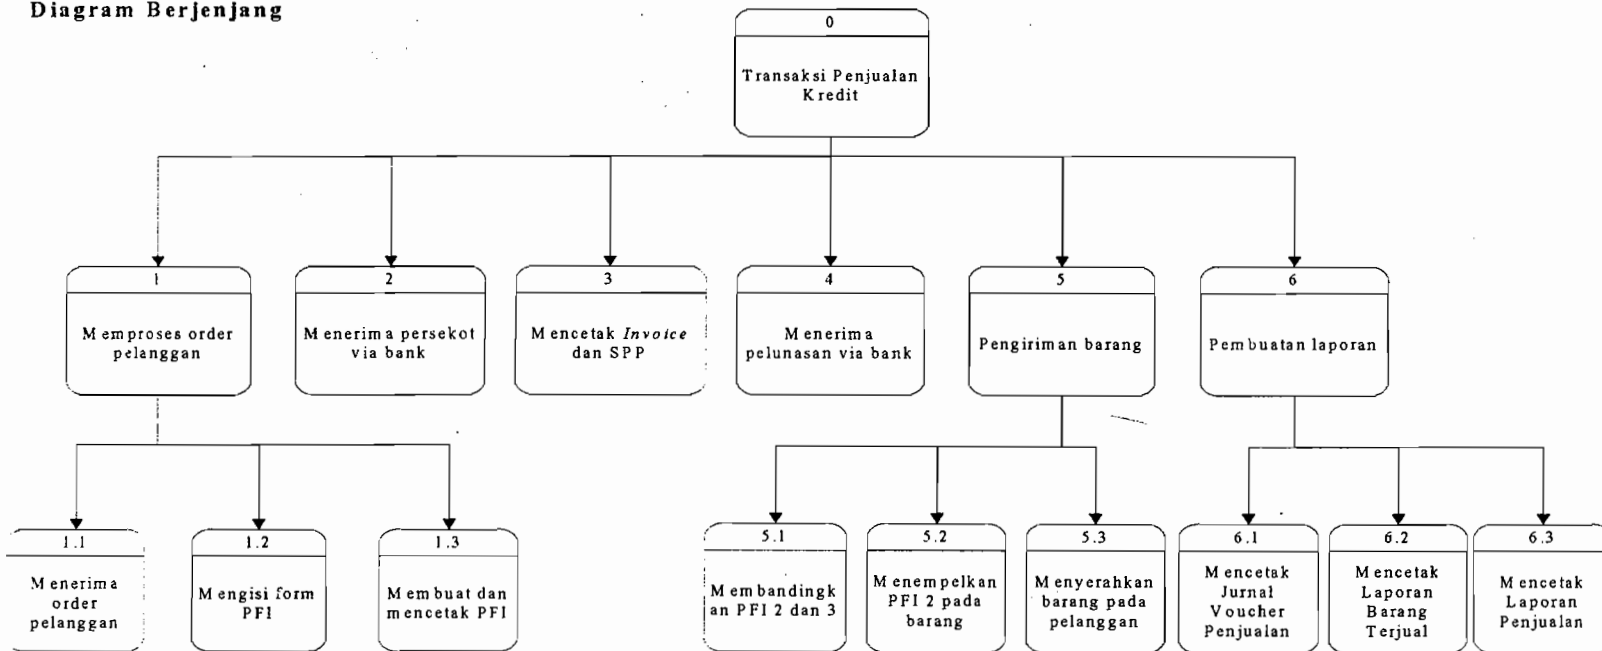 Diagram Berjenjang
0
Transaksi Penjualan
Kredit
1
Memproses order
pelanggan
2
Menerima persekot
via bank
3
Mencetak Invoice
dan SPP
4
Menerima
pelunasan via bank
5
Pengiriman barang
6
Pembuatan laporan
1.1
Menerima
order
pelanggan
1.2
Mengisi form
PFI
1.3
Membuat dan
mencetak PFI
5.1
Membandingk
an PFI 2 dan 3
5.2
Menempelkan
PFI 2 pada
barang
5.3
Menyerahkan
barang pada
pelanggan
6.1
Mencetak
Jurnal
Voucher
Penjualan
6.2
Mencetak
Laporan
Barang
Terjual
6.3
Mencetak
Laporan
Penjualan